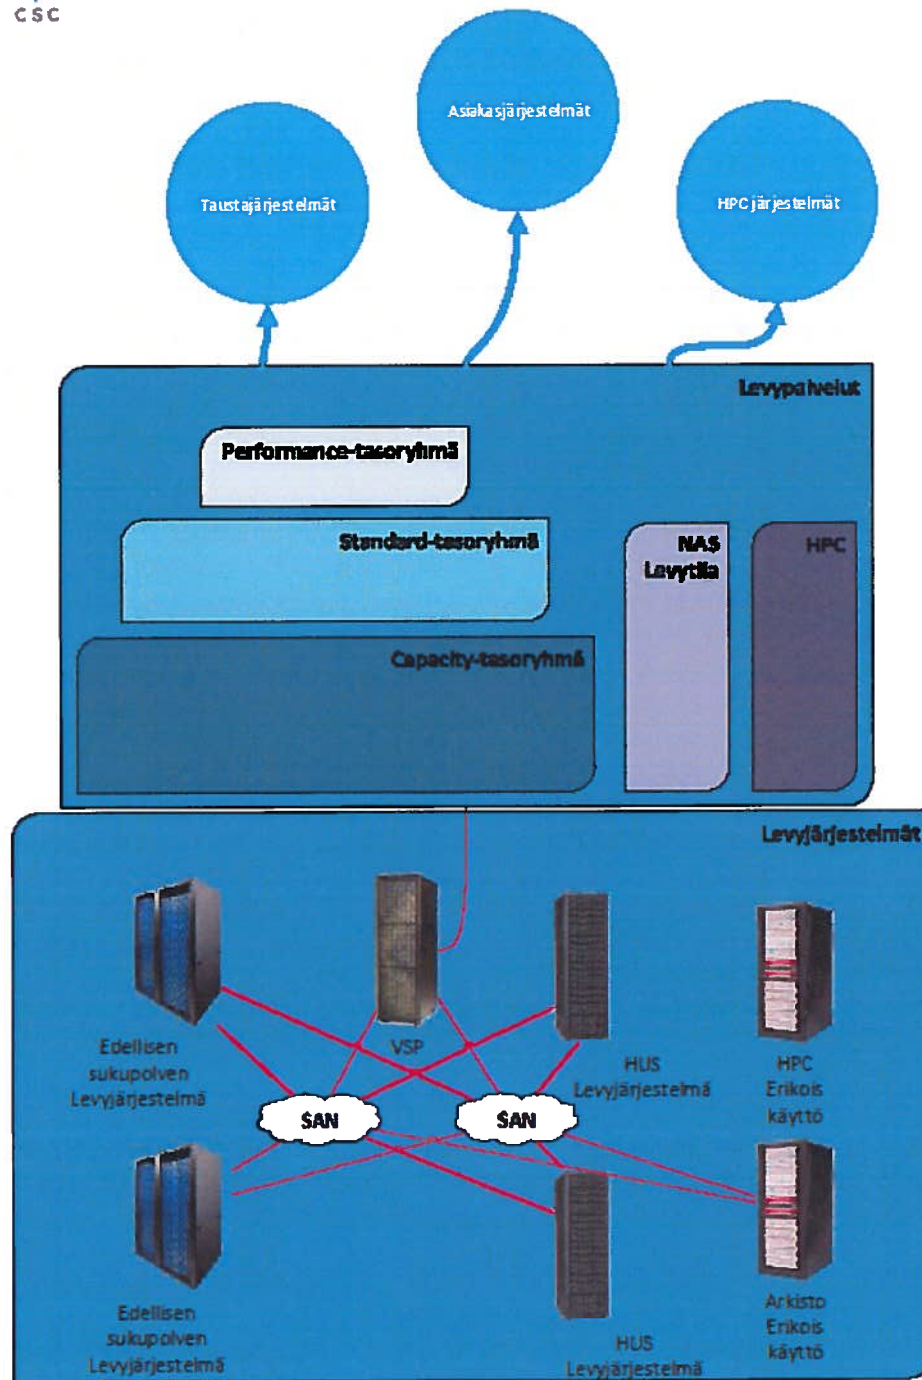 CSC
Asiakasjärjestelmät
Taustajärjestelmät
HPC järjestelmät
Levypalvelut
Performance-tasoryhmä
Standard-tasoryhmä
NAS
Levytila
HPC
Capacity-tasoryhmä
Levyjärjestelmät
Edellisen
sukupolven
Levyjärjestelmä
VSP
HUS
Levyjärjestelmä
HPC
Erikois
käyttö
SAN
SAN
Edellisen
sukupolven
Levyjärjestelmä
HUS
Levyjärjestelmä
Arkisto
Erikois
käyttö